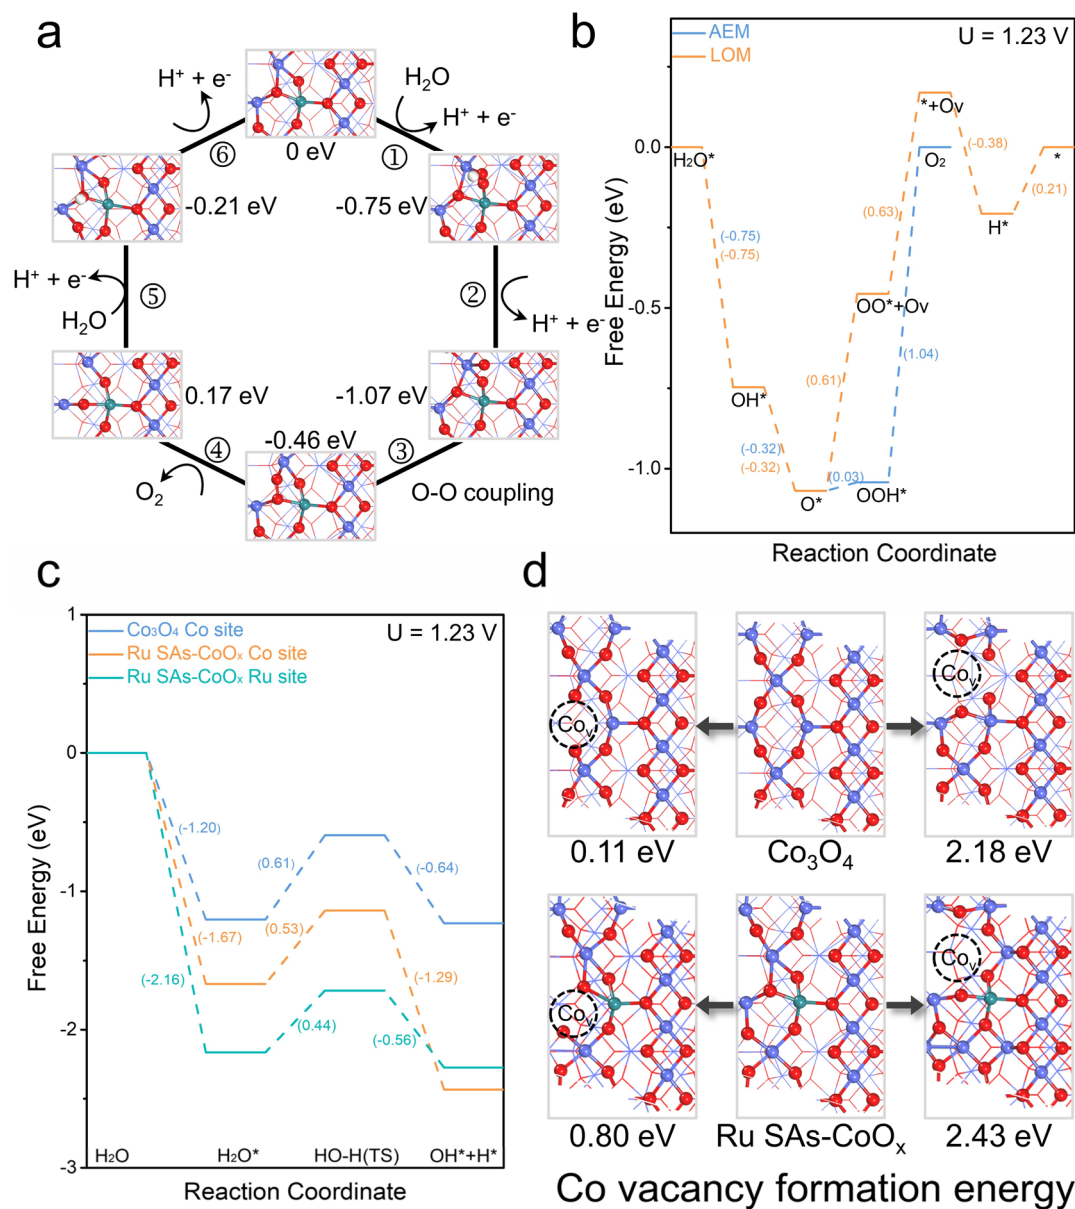 a
H⁺ + e⁻
H₂O
H⁺ + e⁻
0 eV
⑥
①
-0.21 eV
-0.75 eV
H⁺ + e⁻
⑤
②
H₂O
H⁺ + e⁻
0.17 eV
-1.07 eV
-0.46 eV
④
③
O₂
O-O coupling
b
AEM
LOM
U = 1.23 V
Free Energy (eV)
0.0
-0.5
-1.0
H₂O*
*+Ov
O₂
(-0.38)
*
(0.21)
H*
(0.63)
(-0.75)
(-0.75)
OO*+Ov
(1.04)
(0.61)
OH*
(-0.32)
(-0.32)
(0.03)
O*
OOH*
Reaction Coordinate
c
Co₃O₄ Co site
Ru SAs-CoOₓ Co site
Ru SAs-CoOₓ Ru site
U = 1.23 V
Free Energy (eV)
1
0
-1
-2
-3
(-1.20)
(0.61)
(-0.64)
(-1.67)
(0.53)
(-1.29)
(-2.16)
(0.44)
(-0.56)
H₂O
H₂O*
HO-H(TS)
OH*+H*
Reaction Coordinate
d
Coᵥ
Coᵥ
0.11 eV
Co₃O₄
2.18 eV
Coᵥ
Coᵥ
0.80 eV
Ru SAs-CoOₓ
2.43 eV
Co vacancy formation energy